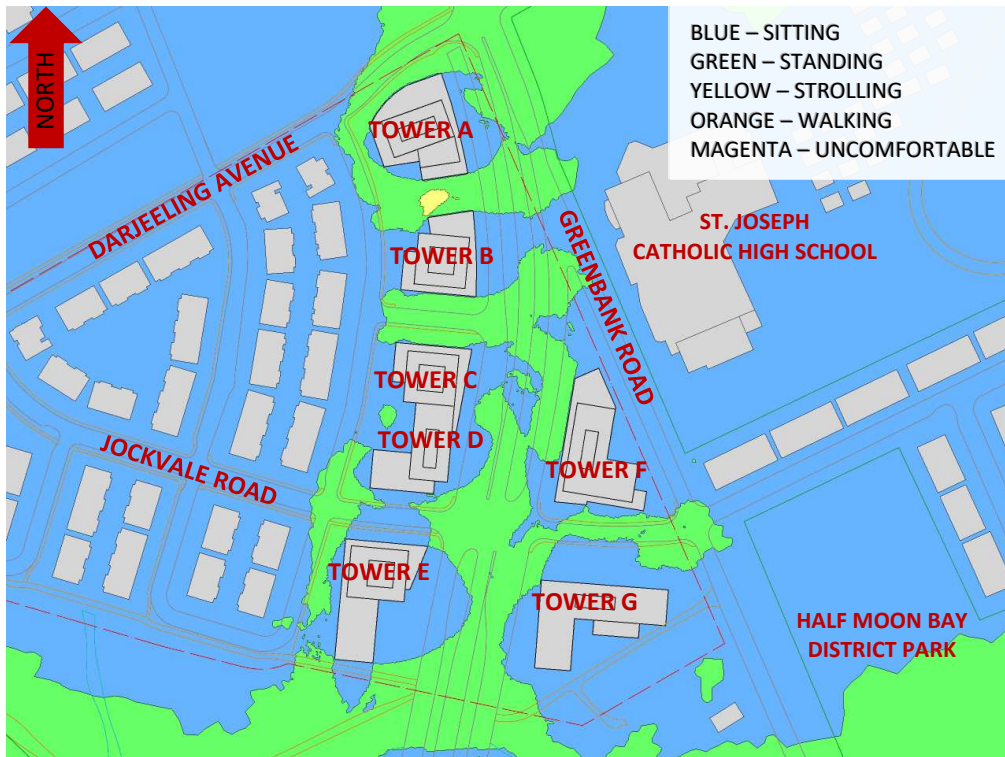 NORTH
BLUE – SITTING
GREEN – STANDING
YELLOW – STROLLING
ORANGE – WALKING
MAGENTA – UNCOMFORTABLE
TOWER A
DARJEELING AVENUE
GREENBANK ROAD
ST. JOSEPH
CATHOLIC HIGH SCHOOL
TOWER B
TOWER C
TOWER D
JOCKVALE ROAD
TOWER F
TOWER E
TOWER G
HALF MOON BAY
DISTRICT PARK